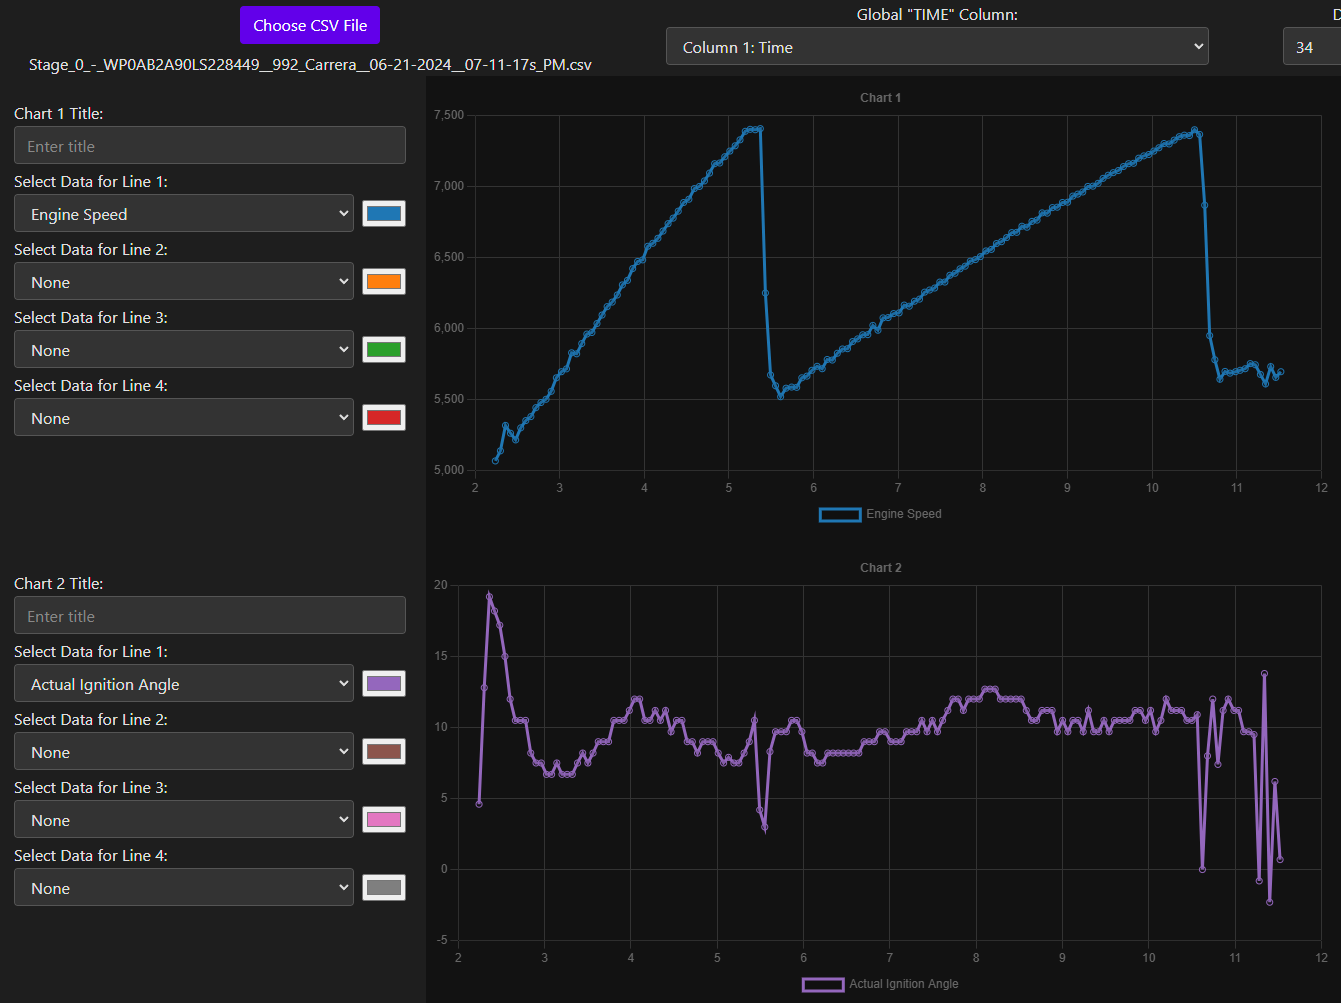 Choose CSV File
Stage_0_-_WP0AB2A90LS228449__992_Carrera__06-21-2024__07-11-17s_PM.csv
Global "TIME" Column:
Column 1: Time
D
34
Chart 1 Title:
Enter title
Select Data for Line 1:
Engine Speed
Select Data for Line 2:
None
Select Data for Line 3:
None
Select Data for Line 4:
None
Chart 1
7,500
7,000
6,500
6,000
5,500
5,000
2 3 4 5 6 7 8 9 10 11 12
Engine Speed
Chart 2 Title:
Enter title
Select Data for Line 1:
Actual Ignition Angle
Select Data for Line 2:
None
Select Data for Line 3:
None
Select Data for Line 4:
None
Chart 2
20
15
10
5
0
-5
2 3 4 5 6 7 8 9 10 11 12
Actual Ignition Angle